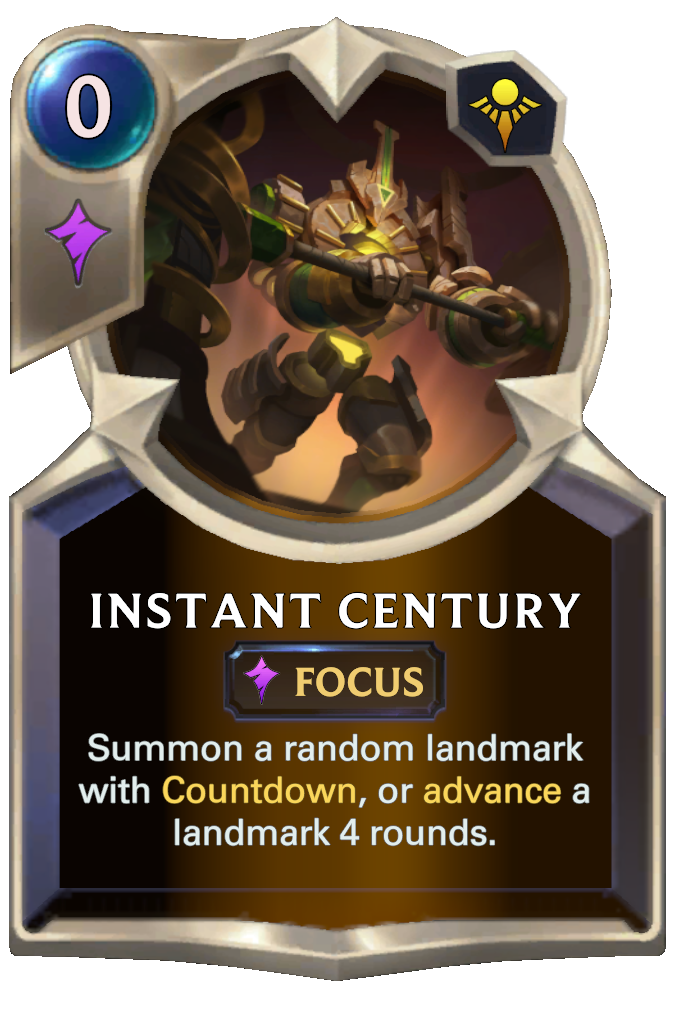 0
INSTANT CENTURY
FOCUS
Summon a random landmark
with Countdown, or advance a
landmark 4 rounds.